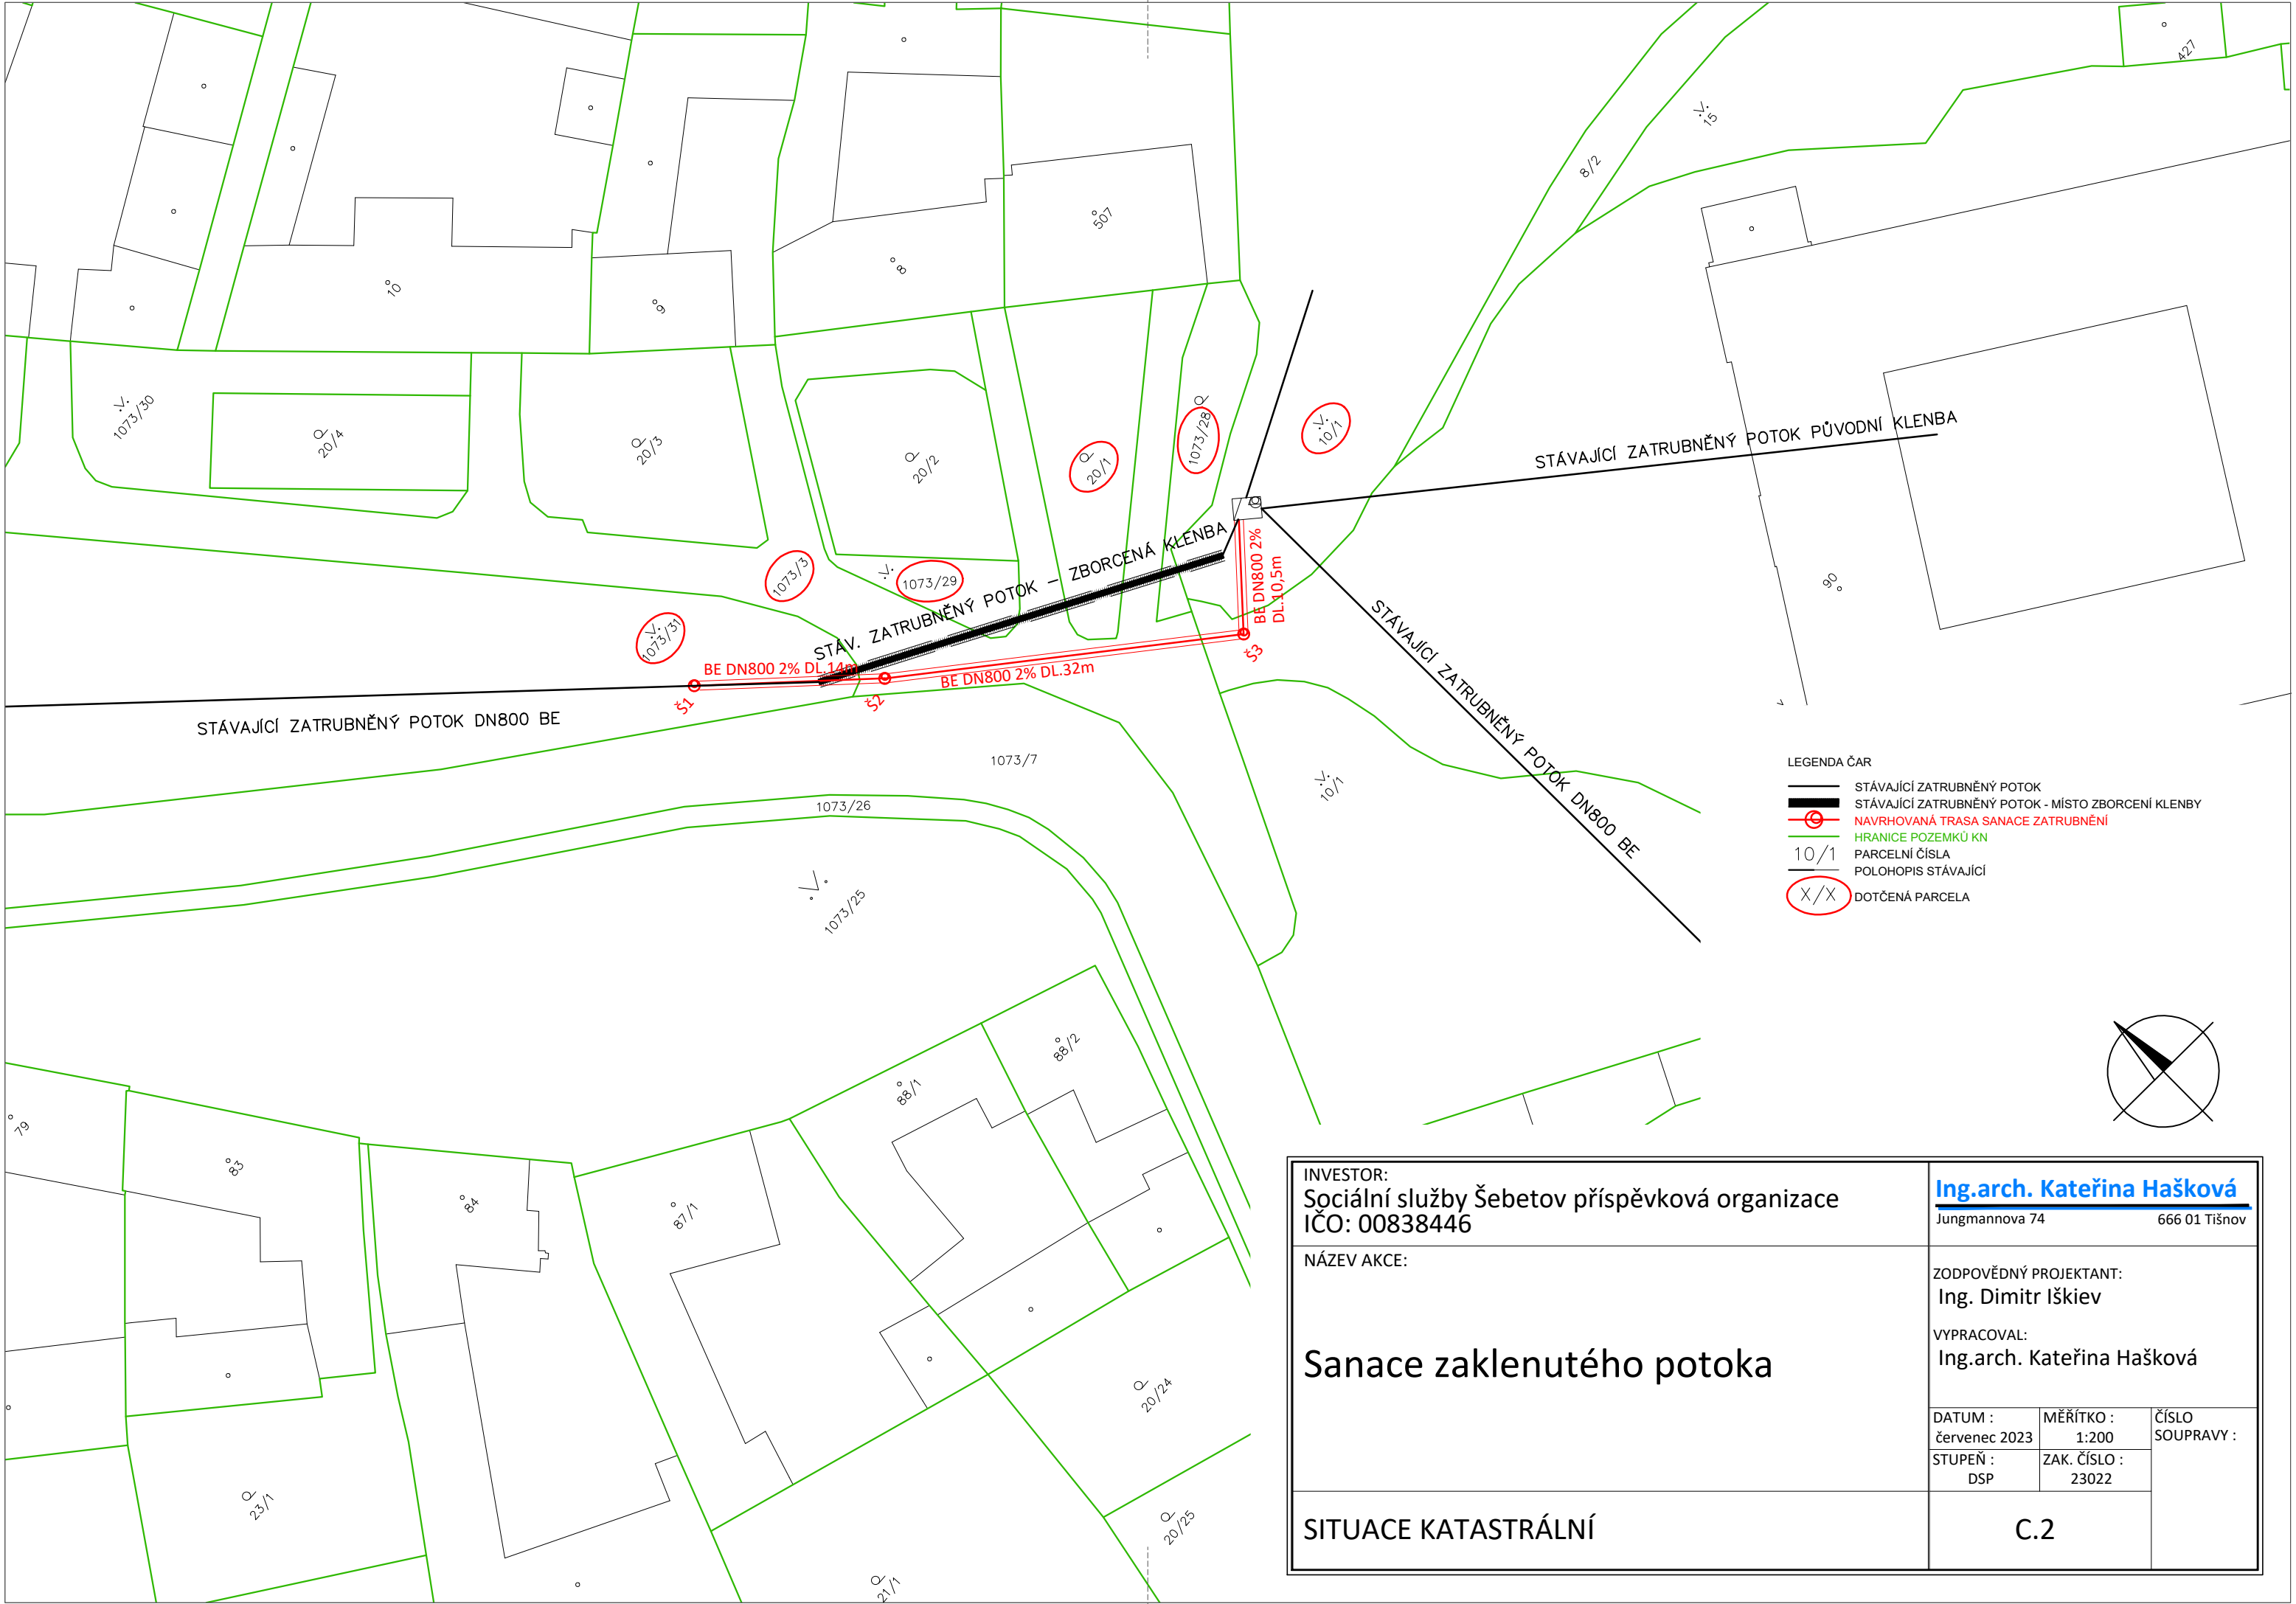 427
15
8/2
507
8
10
9
1073/30
20/4
20/3
20/2
20/1
1073/28
10/1
STÁVAJÍCÍ ZATRUBNĚNÝ POTOK PŮVODNÍ KLENBA
STÁV. ZATRUBNĚNÝ POTOK – ZBORCENÁ KLENBA
BE DN800 2%
DL.10,5m
1073/3
1073/29
1073/31
90
BE DN800 2% DL.14m
BE DN800 2% DL.32m
Š1
Š2
Š3
STÁVAJÍCÍ ZATRUBNĚNÝ POTOK DN800 BE
STÁVAJÍCÍ ZATRUBNĚNÝ POTOK DN800 BE
1073/7
10/1
1073/26
1073/25
LEGENDA ČAR
STÁVAJÍCÍ ZATRUBNĚNÝ POTOK
STÁVAJÍCÍ ZATRUBNĚNÝ POTOK - MÍSTO ZBORCENÍ KLENBY
NAVRHOVANÁ TRASA SANACE ZATRUBNĚNÍ
HRANICE POZEMKŮ KN
10/1 PARCELNÍ ČÍSLA
POLOHOPIS STÁVAJÍCÍ
X/X DOTČENÁ PARCELA
88/2
88/1
79
83
84
87/1
20/24
20/25
23/1
21/1
INVESTOR:
Sociální služby Šebetov příspěvková organizace
IČO: 00838446
Ing.arch. Kateřina Hašková
Jungmannova 74 666 01 Tišnov
NÁZEV AKCE:
Sanace zaklenutého potoka
ZODPOVĚDNÝ PROJEKTANT:
Ing. Dimitr Iškiev
VYPRACOVAL:
Ing.arch. Kateřina Hašková
DATUM :
červenec 2023
MĚŘÍTKO :
1:200
ČÍSLO
SOUPRAVY :
STUPEŇ :
DSP
ZAK. ČÍSLO :
23022
SITUACE KATASTRÁLNÍ
C.2